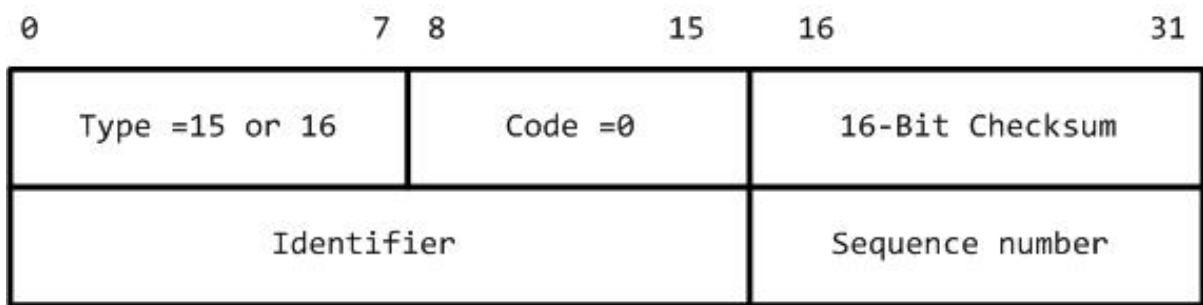 0 7 8 15 16 31
Type =15 or 16 Code =0 16-Bit Checksum
Identifier Sequence number